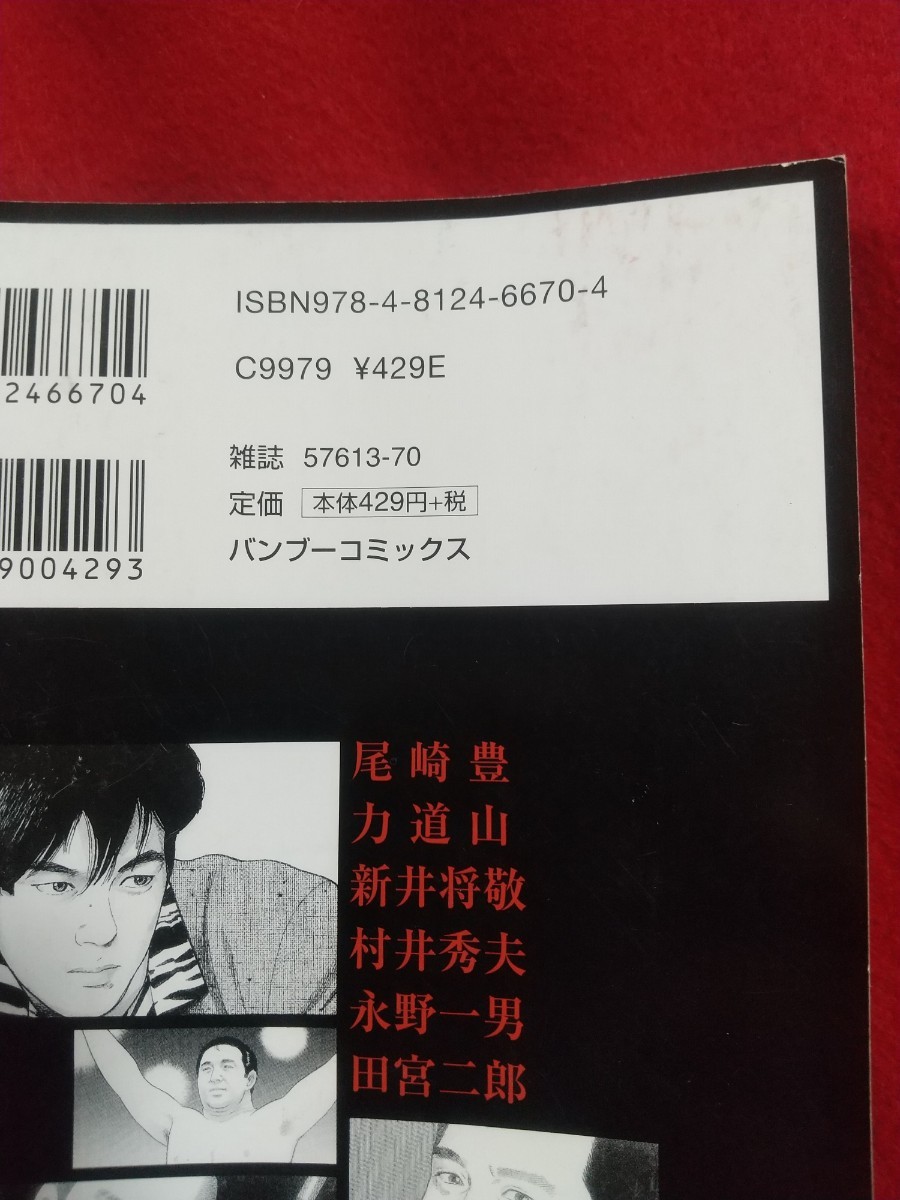 ISBN978-4-8124-6670-4
2466704
C9979 ¥429E
雑誌 57613-70
定価 本体429円+税
9004293
バンブーコミックス
尾崎豊
力道山
新井将敬
村井秀夫
永野一男
田宮二郎